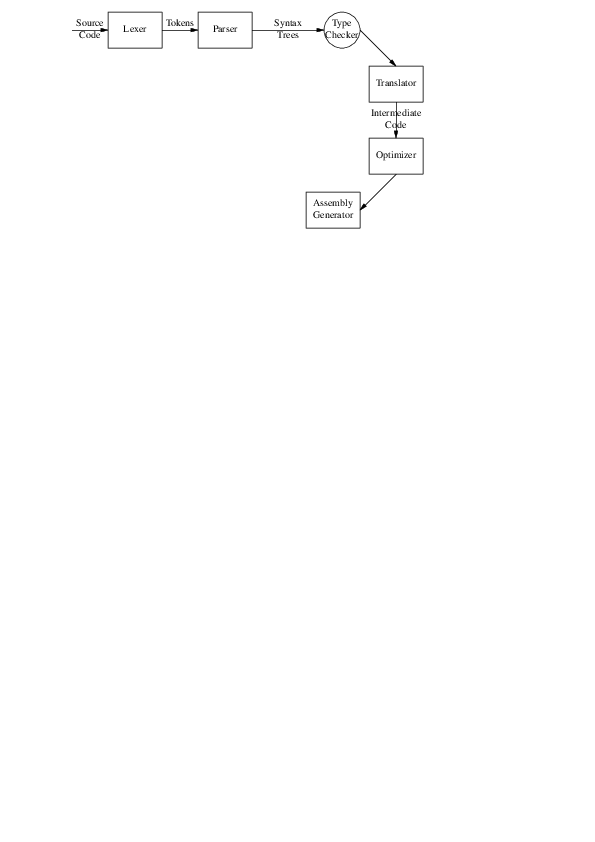 Source
Code
Lexer
Tokens
Parser
Syntax
Trees
Type
Checker
Translator
Intermediate
Code
Optimizer
Assembly
Generator